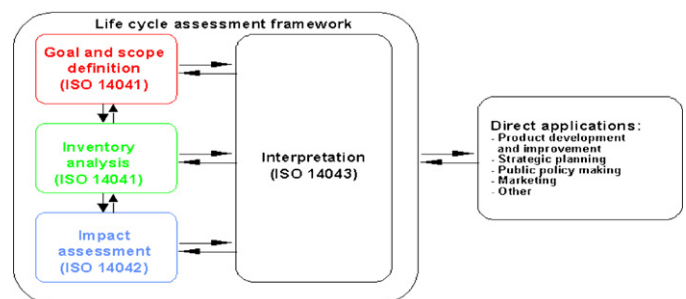 Life cycle assessment framework
Goal and scope
definition
(ISO 14041)
Inventory
analysis
(ISO 14041)
Impact
assessment
(ISO 14042)
Interpretation
(ISO 14043)
Direct applications:
- Product development
and improvement
- Strategic planning
- Public policy making
- Marketing
- Other